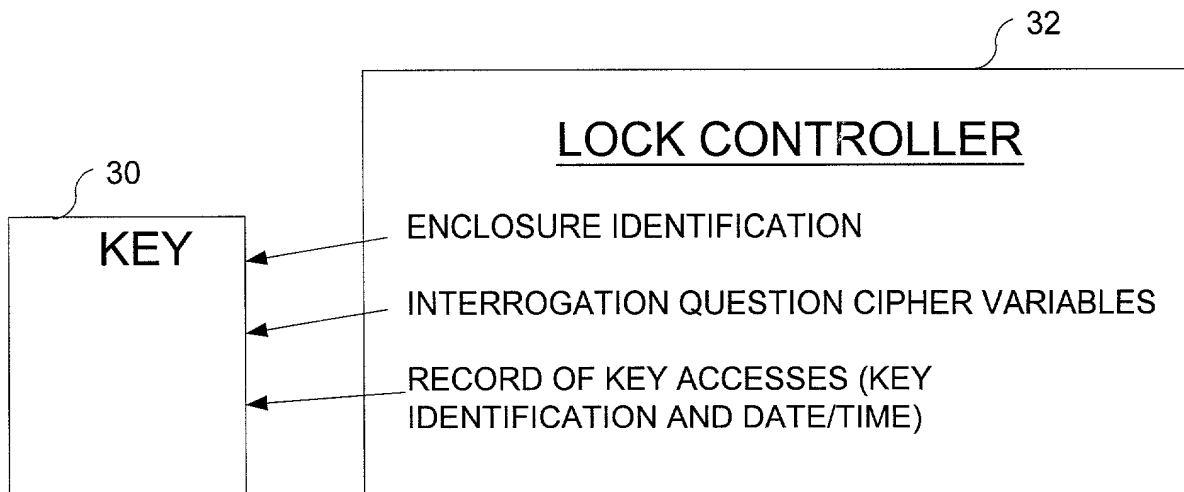 32
LOCK CONTROLLER
30
KEY
ENCLOSURE IDENTIFICATION
INTERROGATION QUESTION CIPHER VARIABLES
RECORD OF KEY ACCESSES (KEY
IDENTIFICATION AND DATE/TIME)